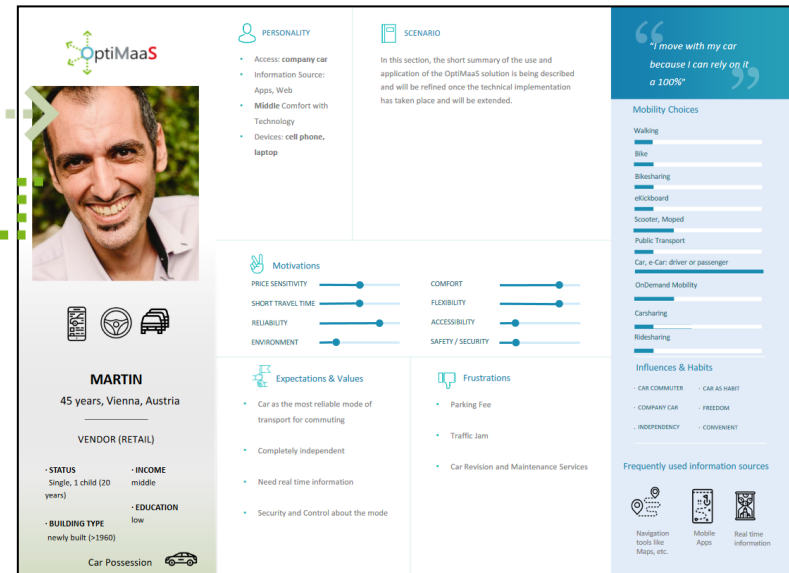 OptiMaaS
MARTIN
45 years, Vienna, Austria
VENDOR (RETAIL)
· STATUS
Single, 1 child (20
years)
· BUILDING TYPE
newly built (>1960)
· INCOME
middle
· EDUCATION
low
Car Possession
PERSONALITY
• Access: company car
• Information Source:
Apps, Web
• Middle Comfort with
Technology
• Devices: cell phone,
laptop
SCENARIO
In this section, the short summary of the use and
application of the OptiMaaS solution is being described
and will be refined once the technical implementation
has taken place and will be extended.
Motivations
PRICE SENSITIVITY
SHORT TRAVEL TIME
RELIABILITY
ENVIRONMENT
COMFORT
FLEXIBILITY
ACCESSIBILITY
SAFETY / SECURITY
Expectations & Values
• Car as the most reliable mode of
transport for commuting
• Completely independent
• Need real time information
• Security and Control about the mode
Frustrations
• Parking Fee
• Traffic Jam
• Car Revision and Maintenance Services
"I move with my car
because I can rely on it
a 100%"
Mobility Choices
Walking
Bike
Bikesharing
eKickboard
Scooter, Moped
Public Transport
Car, e-Car: driver or passenger
OnDemand Mobility
Carsharing
Ridesharing
Influences & Habits
· CAR COMMUTER
· CAR AS HABIT
· COMPANY CAR
· FREEDOM
. INDEPENDENCY
· CONVENIENT
Frequently used information sources
Navigation
tools like
Maps, etc.
Mobile
Apps
Real time
information